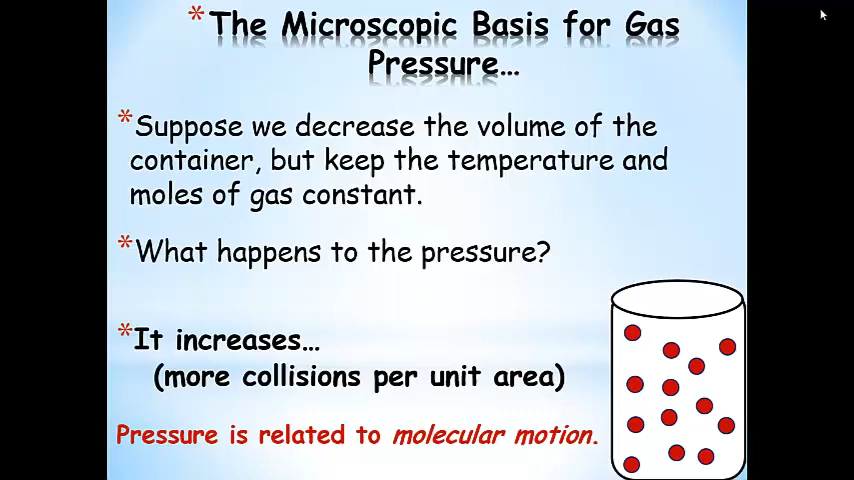 *The Microscopic Basis for Gas
Pressure…
*Suppose we decrease the volume of the
container, but keep the temperature and
moles of gas constant.
*What happens to the pressure?
*It increases…
(more collisions per unit area)
Pressure is related to molecular motion.